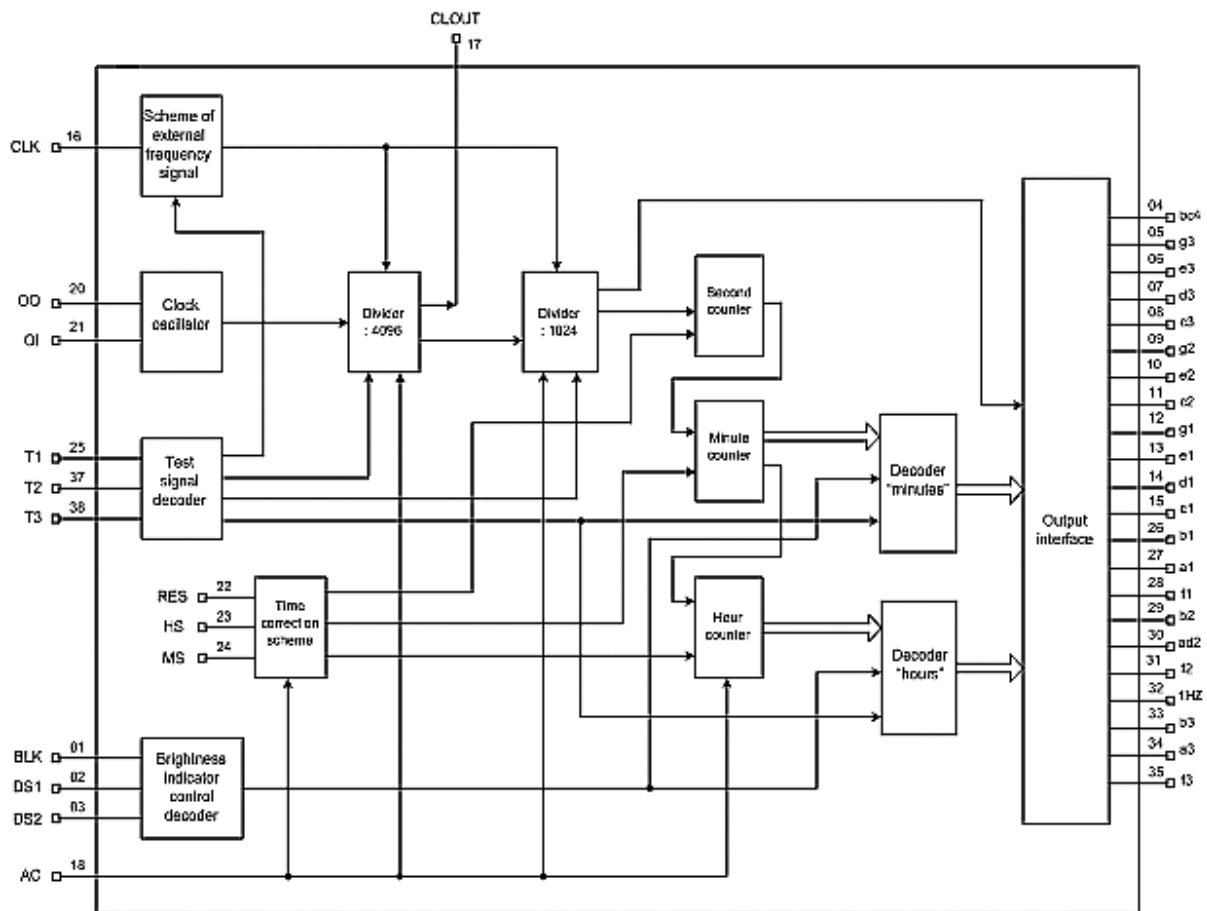 CLOUT
17
Scheme of
external
frequency
signal
CLK 16
OO 20
OI 21
Clock
oscillator
Divider
: 4096
Divider
: 1024
Second
counter
T1 25
T2 37
T3 38
Test
signal
decoder
Minute
counter
Decoder
"minutes"
Output
interface
RES 22
HS 23
MS 24
Time
correction
scheme
Hour
counter
Decoder
"hours"
BLK 01
DS1 02
DS2 03
Brightness
indicator
control
decoder
AC 18
04 bc4
05 g3
06 e3
07 d3
08 c3
09 g2
10 e2
11 c2
12 g1
13 e1
14 d1
15 c1
26 b1
27 a1
28 f1
29 b2
30 ad2
31 f2
32 1HZ
33 b3
34 a3
35 f3